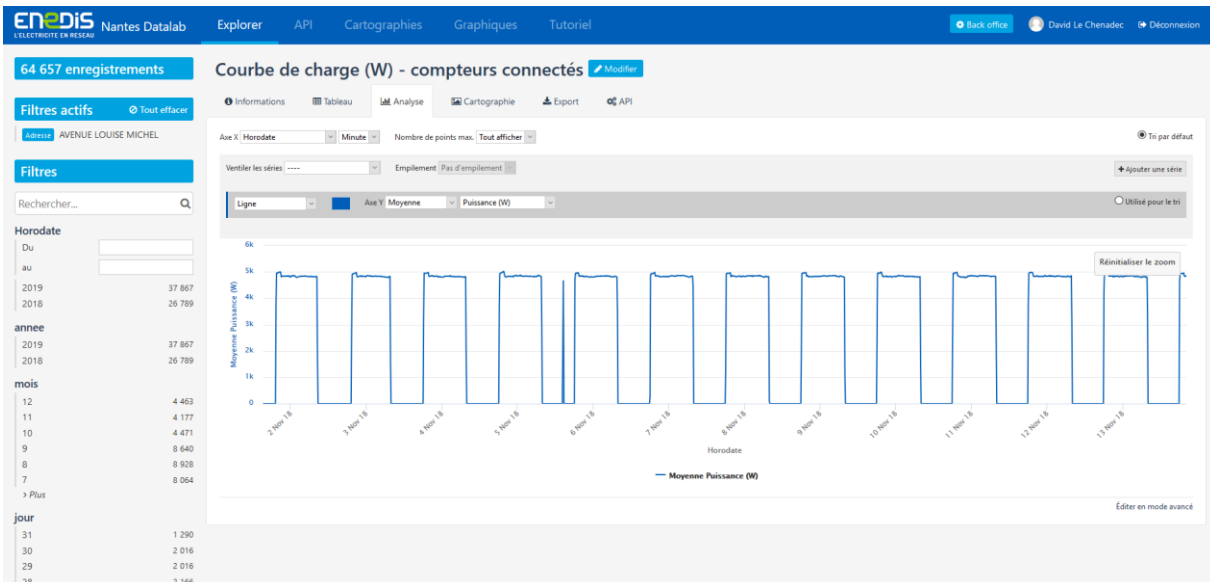 ENEDIS
L'ELECTRICITE EN RESEAU
Nantes Datalab
Explorer
API
Cartographies
Graphiques
Tutoriel
Back office
David Le Chenadec
Déconnexion
64 657 enregistrements
Filtres actifs
Tout effacer
Adresse AVENUE LOUISE MICHEL
Filtres
Rechercher...
Horodate
Du
au
2019 37 867
2018 26 789
annee
2019 37 867
2018 26 789
mois
12 4 463
11 4 177
10 4 471
9 8 640
8 8 928
7 8 064
> Plus
jour
31 1 290
30 2 016
29 2 016
28 2 166
Courbe de charge (W) - compteurs connectés
Modifier
Informations
Tableau
Analyse
Cartographie
Export
API
Axe X Horodate Minute Nombre de points max. Tout afficher
Tri par défaut
Ventiler les séries ---- Empilement Pas d'empilement
+ Ajouter une série
Ligne Axe Y Moyenne Puissance (W)
Utilisé pour le tri
Réinitialiser le zoom
Moyenne Puissance (W)
6k
5k
4k
3k
2k
1k
0
2 Nov 18
3 Nov 18
4 Nov 18
5 Nov 18
6 Nov 18
7 Nov 18
8 Nov 18
9 Nov 18
10 Nov 18
11 Nov 18
12 Nov 18
13 Nov 18
Horodate
Moyenne Puissance (W)
Éditer en mode avancé